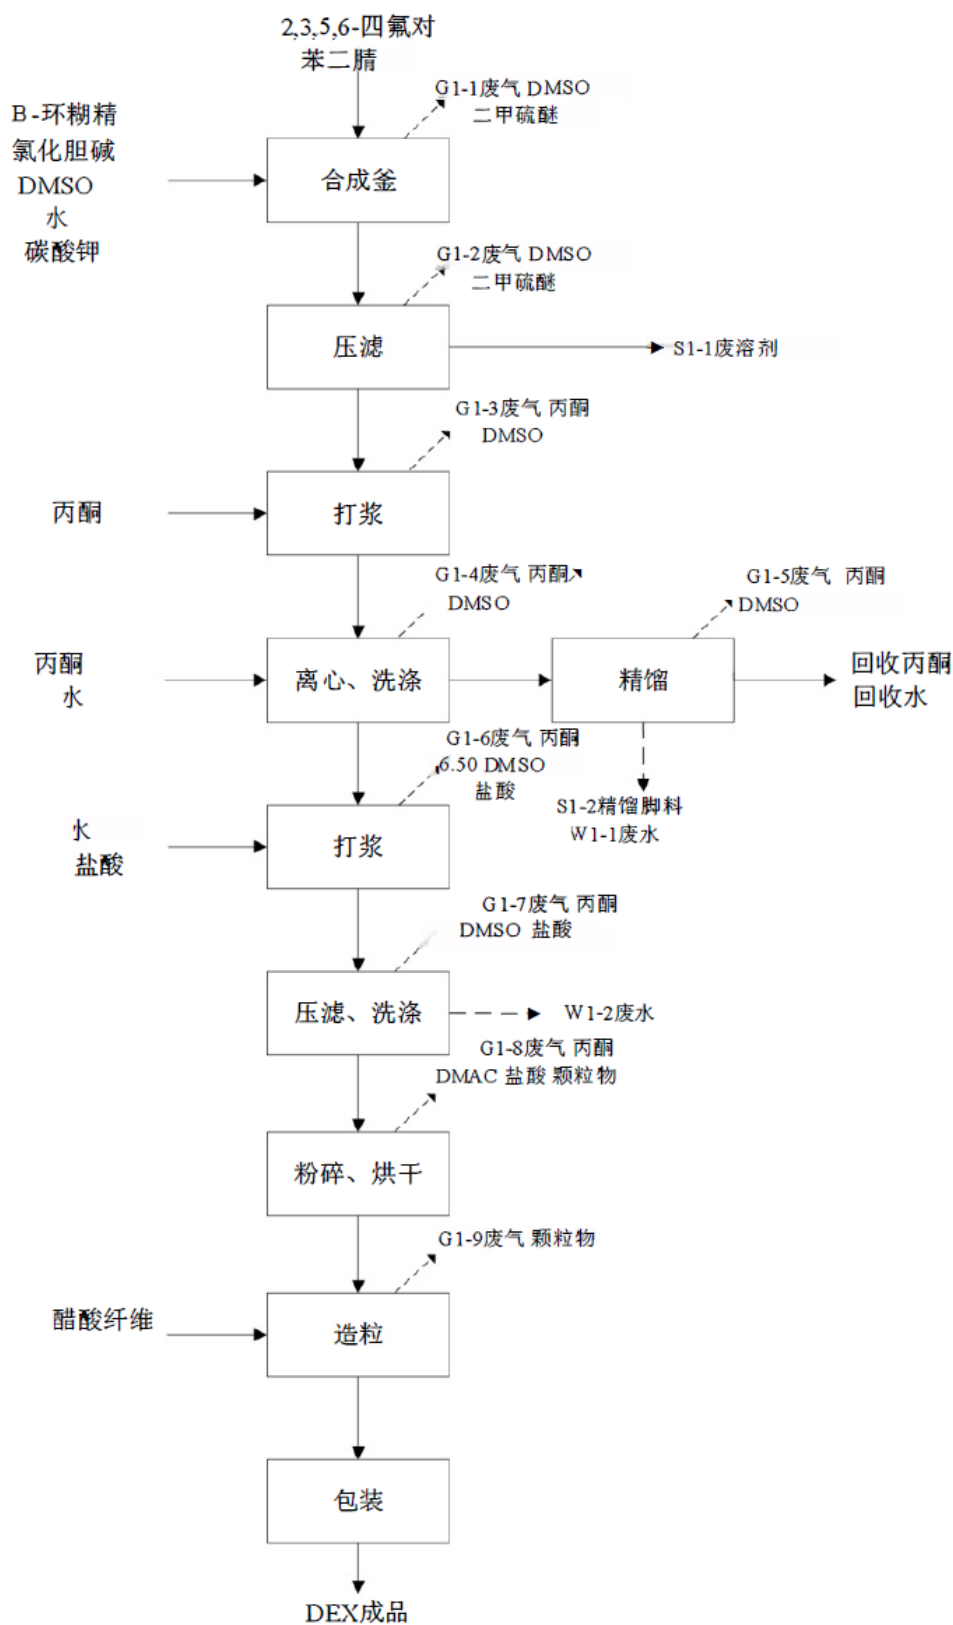 2,3,5,6-四氟对
苯二腈
G1-1废气 DMSO
二甲硫醚
B-环糊精
氯化胆碱
DMSO
水
碳酸钾
合成釜
G1-2废气 DMSO
二甲硫醚
压滤
S1-1废溶剂
G1-3废气 丙酮
DMSO
丙酮
打浆
G1-4废气 丙酮
DMSO
G1-5废气 丙酮
DMSO
丙酮
水
离心、洗涤
精馏
回收丙酮
回收水
G1-6废气 丙酮
6.50 DMSO
盐酸
S1-2精馏脚料
W1-1废水
水
盐酸
打浆
G1-7废气 丙酮
DMSO 盐酸
压滤、洗涤
W1-2废水
G1-8废气 丙酮
DMAC 盐酸 颗粒物
粉碎、烘干
G1-9废气 颗粒物
醋酸纤维
造粒
包装
DEX成品